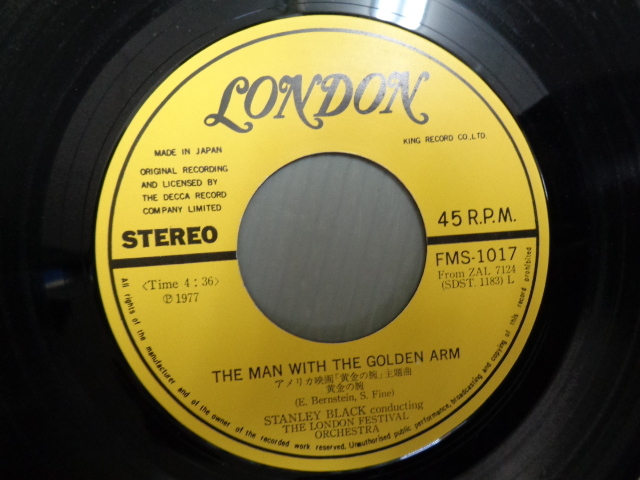 LONDON
KING RECORD CO., LTD.
MADE IN JAPAN
ORIGINAL RECORDING
AND LICENSED BY
THE DECCA RECORD
COMPANY LIMITED
STEREO
45 R.P.M.
<Time 4:36>
Ⓟ 1977
FMS-1017
From ZAL 7124
(SDST. 1183) L
THE MAN WITH THE GOLDEN ARM
アメリカ映画「黄金の腕」主題曲
黄金の腕
(E. Bernstein, S. Fine)
STANLEY BLACK conducting
THE LONDON FESTIVAL
ORCHESTRA
All rights of the manufacturer and of the owner of the recorded work reserved. Unauthorised public performance, broadcasting and copying of this record prohibited